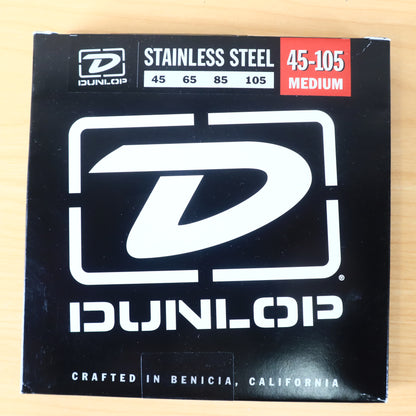 DUNLOP
STAINLESS STEEL
45 65 85 105
45-105
MEDIUM
D
DUNLOP
®
CRAFTED IN BENICIA, CALIFORNIA